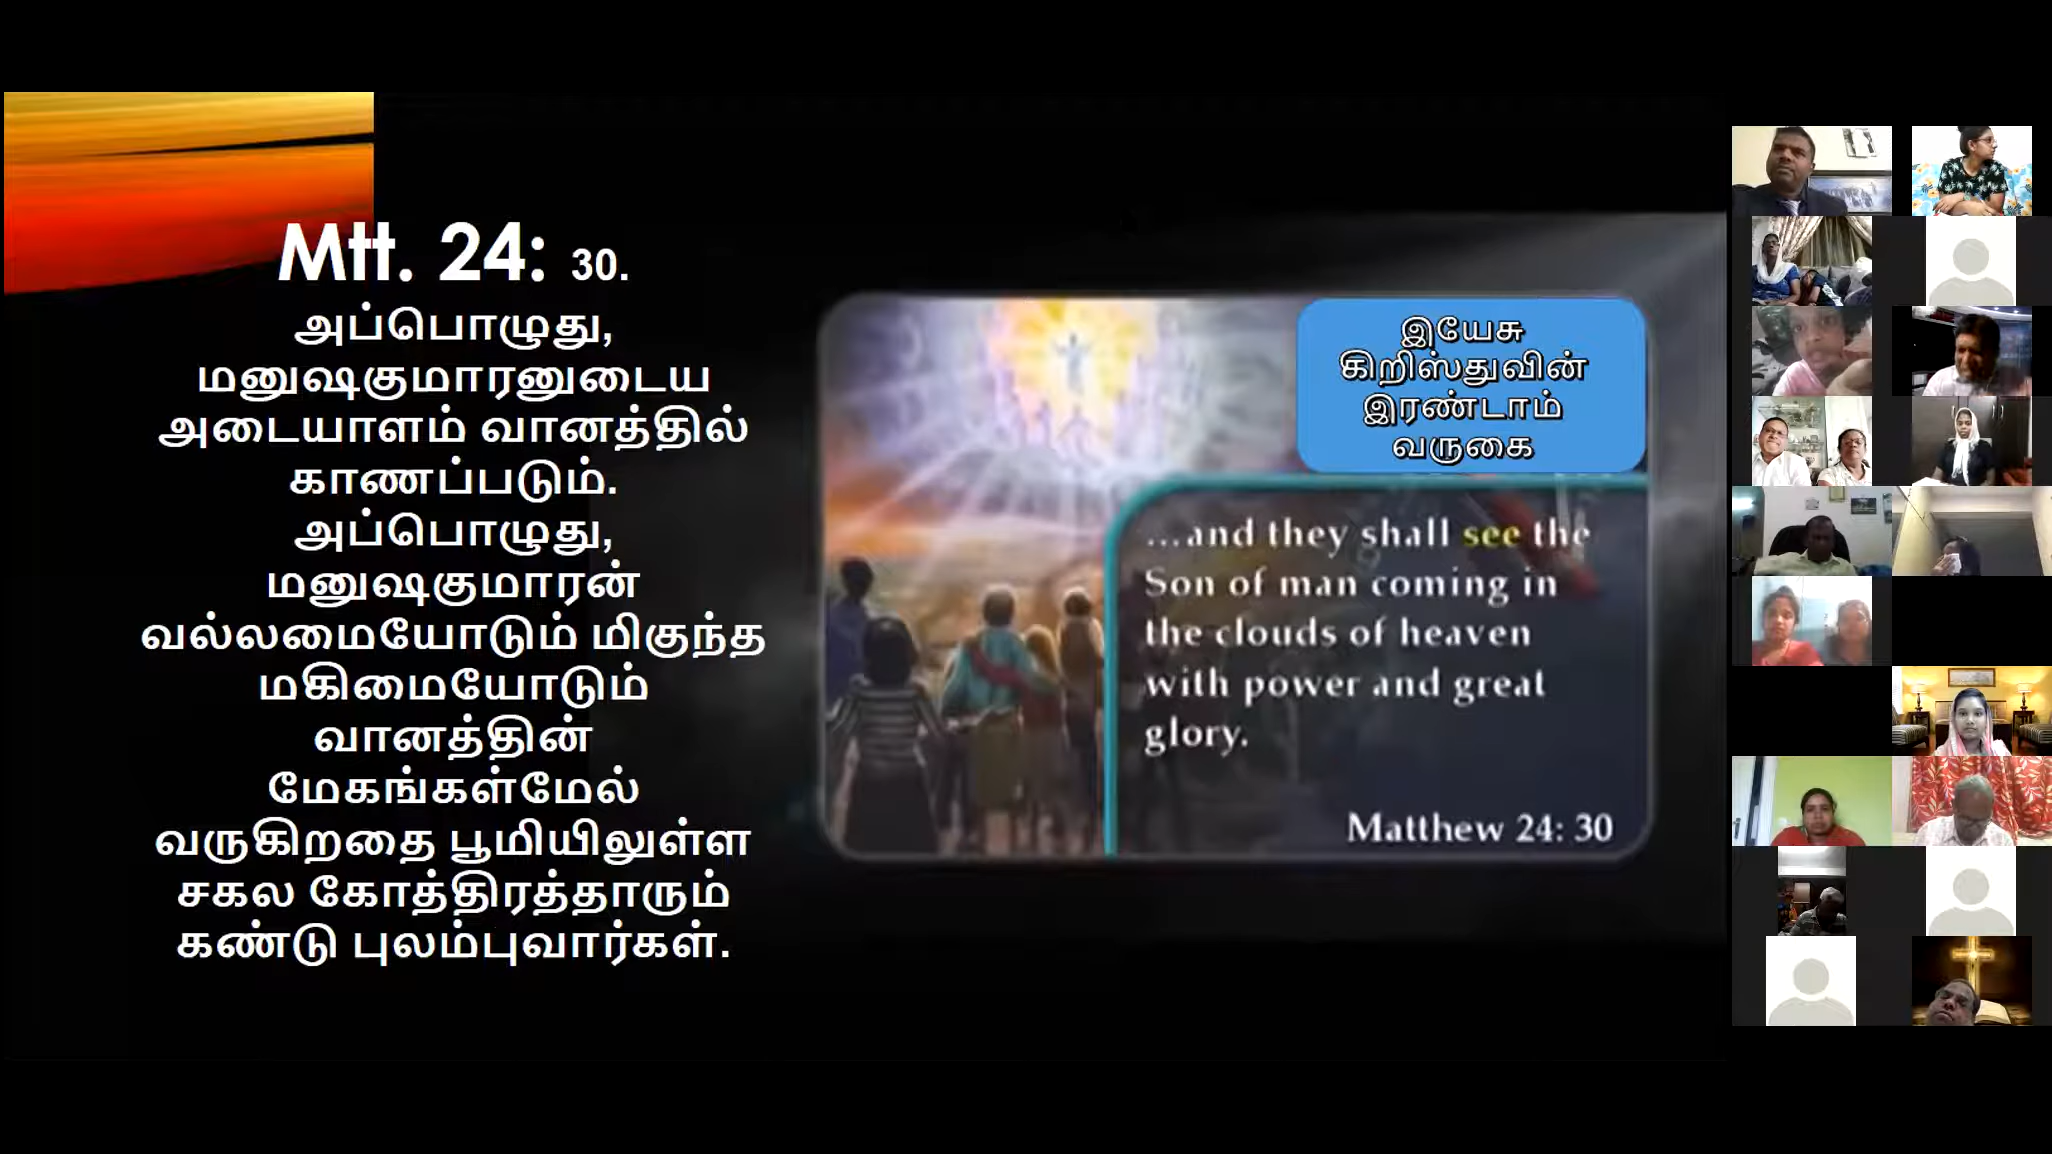 Mtt. 24: 30.
அப்பொழுது,
மனுஷகுமாரனுடைய
அடையாளம் வானத்தில்
காணப்படும்.
அப்பொழுது,
மனுஷகுமாரன்
வல்லமையோடும் மிகுந்த
மகிமையோடும்
வானத்தின்
மேகங்கள்மேல்
வருகிறதை பூமியிலுள்ள
சகல கோத்திரத்தாரும்
கண்டு புலம்புவார்கள்.
இயேசு
கிறிஸ்துவின்
இரண்டாம்
வருகை
...and they shall see the
Son of man coming in
the clouds of heaven
with power and great
glory.
Matthew 24: 30